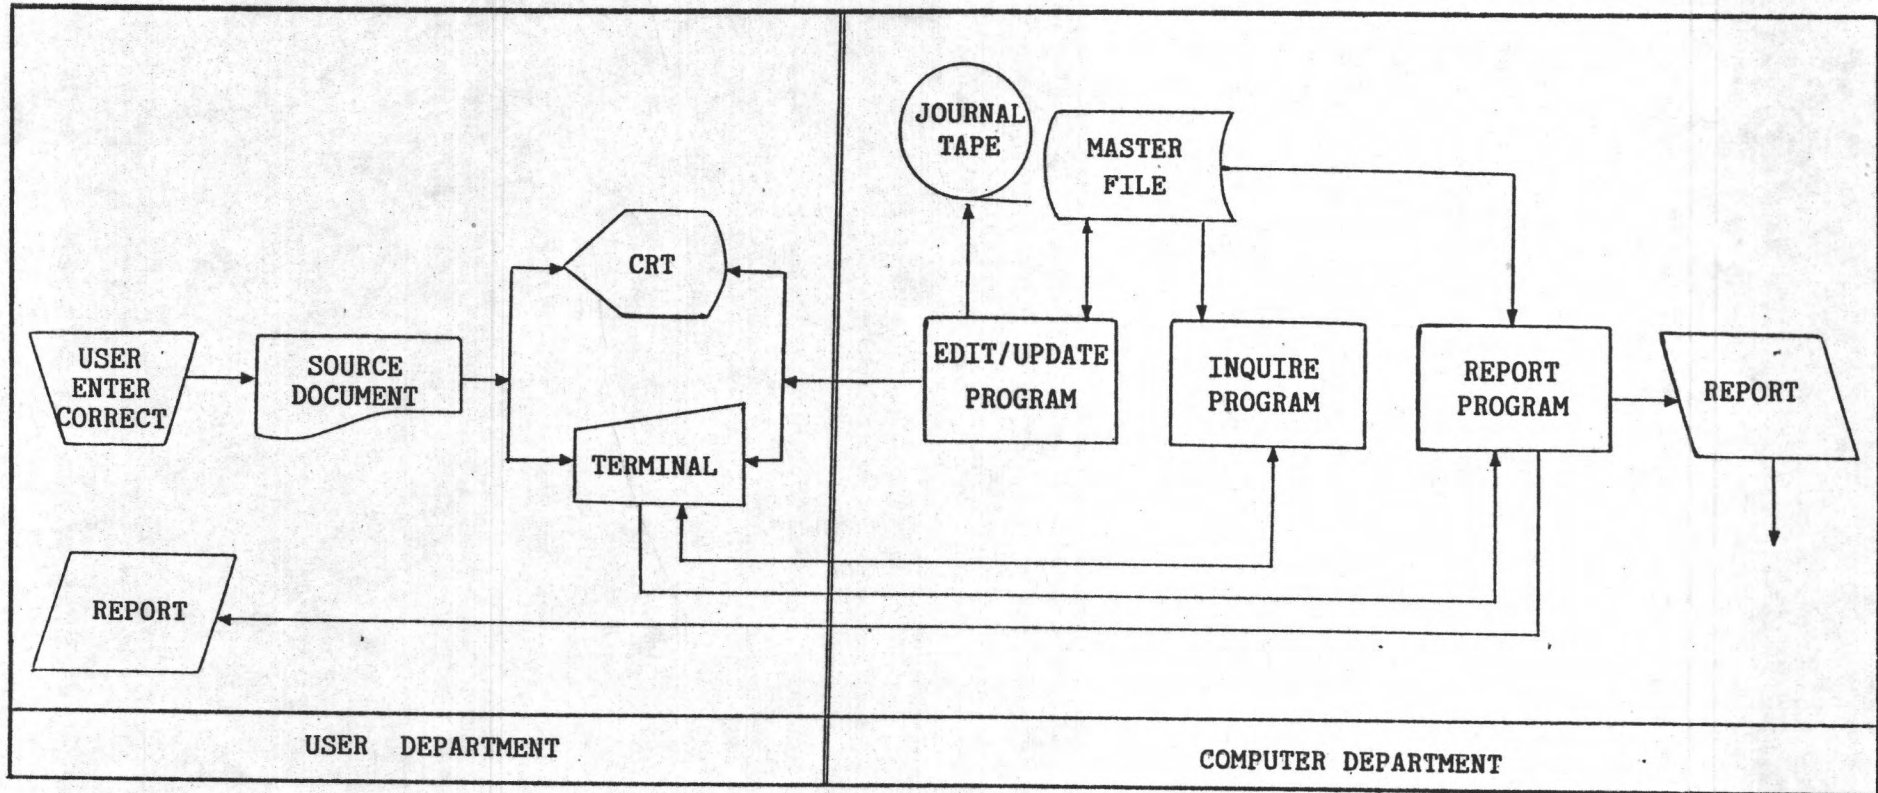 JOURNAL
TAPE
MASTER
FILE
CRT
USER
ENTER
CORRECT
SOURCE
DOCUMENT
TERMINAL
EDIT/UPDATE
PROGRAM
INQUIRE
PROGRAM
REPORT
PROGRAM
REPORT
REPORT
USER DEPARTMENT
COMPUTER DEPARTMENT